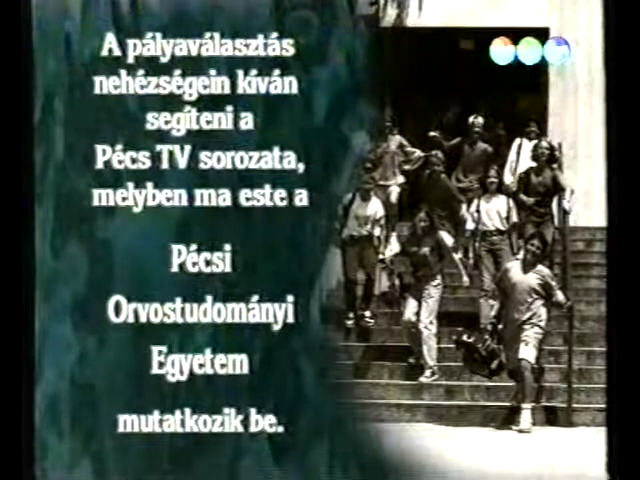 A pályaválasztás
nehézségein kíván
segíteni a
Pécs TV sorozata,
melyben ma este a
Pécsi
Orvostudományi
Egyetem
mutatkozik be.